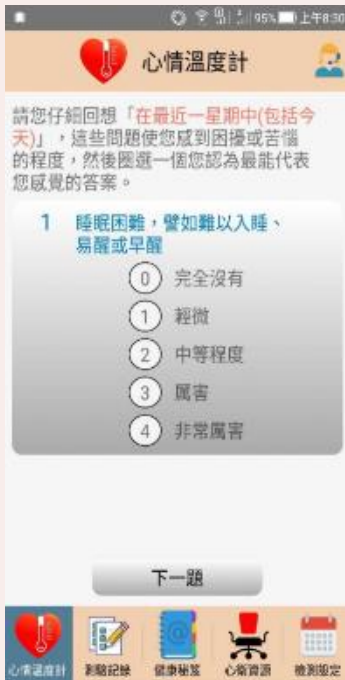 95% 上午8:30
心情溫度計
請您仔細回想「在最近一星期中(包括今
天)」，這些問題使您感到困擾或苦惱
的程度，然後圈選一個您認為最能代表
您感覺的答案。
1 睡眠困難，譬如難以入睡、
易醒或早醒
0 完全沒有
1 輕微
2 中等程度
3 厲害
4 非常厲害
下一題
心情溫度計 測驗記錄 健康秘笈 心衛資源 檢測設定